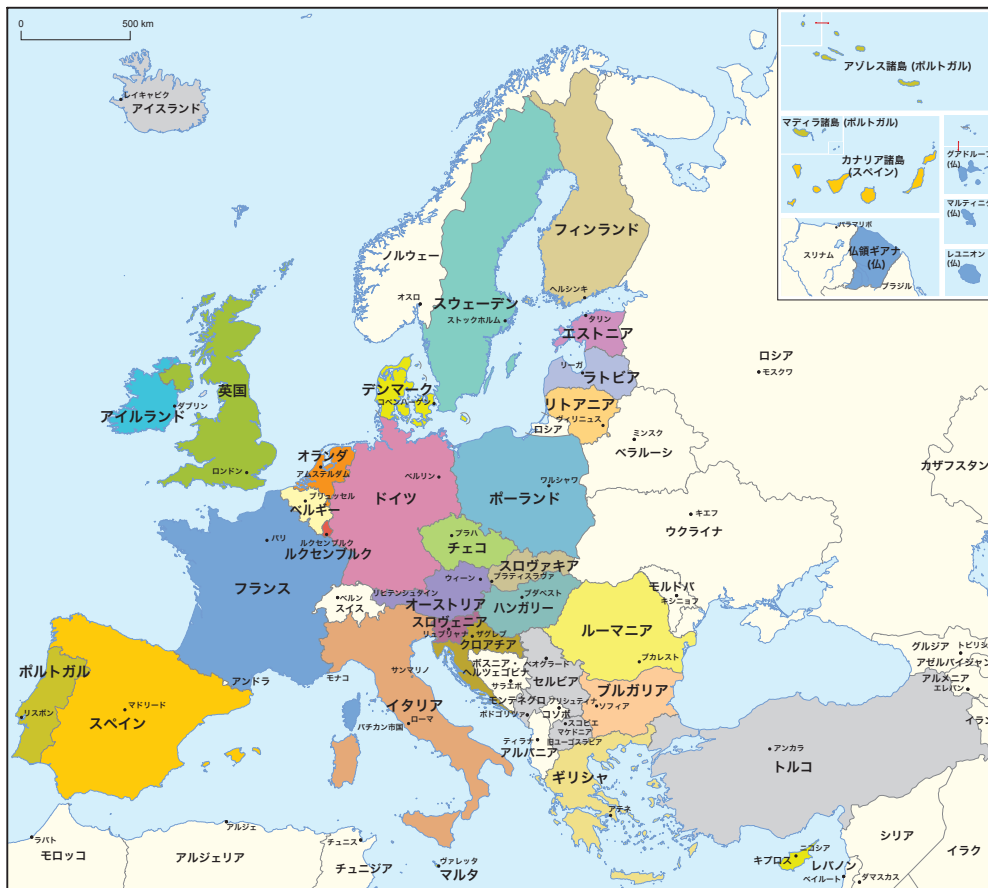 0
500 km
アゾレス諸島 (ポルトガル)
マディラ諸島 (ポルトガル)
カナリア諸島
(スペイン)
グアドループ
(仏)
マルティニク
(仏)
レユニオン
(仏)
パラマリボ
スリナム
仏領ギアナ
(仏)
ブラジル
レイキャビク
アイスランド
ノルウェー
オスロ
フィンランド
ヘルシンキ
スウェーデン
ストックホルム
タリン
エストニア
リーガ
ラトビア
リトアニア
ヴィリニュス
ロシア
ロシア
モスクワ
ミンスク
ベラルーシ
カザフスタン
デンマーク
コペンハーゲン
英国
ロンドン
アイルランド
ダブリン
オランダ
アムステルダム
ブリュッセル
ベルギー
ルクセンブルク
ルクセンブルク
ベルリン
ドイツ
ワルシャワ
ポーランド
キエフ
ウクライナ
プラハ
チェコ
スロヴァキア
ブラティスラヴァ
ウィーン
オーストリア
リヒテンシュタイン
ベルン
スイス
パリ
フランス
ブダペスト
ハンガリー
モルドバ
キシニョフ
ルーマニア
ブカレスト
スロヴェニア
リュブリャナ
ザグレブ
クロアチア
ボスニア
ヘルツェゴビナ
サラエボ
ベオグラード
セルビア
モンテネグロ
ポドゴリツァ
プリシュティナ
コソボ
スコピエ
マケドニア
旧ユーゴスラビア
ブルガリア
ソフィア
ティラナ
アルバニア
ギリシャ
アテネ
サンマリノ
モナコ
イタリア
ローマ
バチカン市国
アンドラ
ポルトガル
リスボン
マドリード
スペイン
グルジア
トビリシ
アゼルバイジャン
アルメニア
エレバン
イラン
アンカラ
トルコ
シリア
イラク
ニコシア
キプロス
レバノン
ベイルート
ダマスカス
ラバト
モロッコ
アルジェ
アルジェリア
チュニス
チュニジア
ヴァレッタ
マルタ